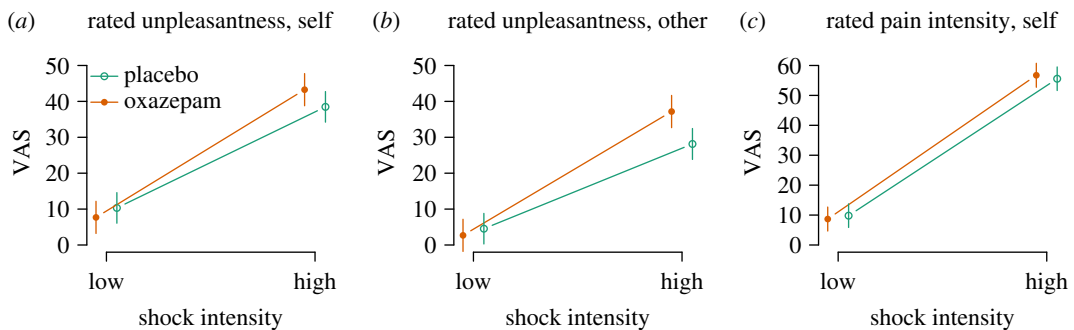 (a) rated unpleasantness, self
50
40
30
20
10
0
VAS
placebo
oxazepam
low high
shock intensity
(b) rated unpleasantness, other
50
40
30
20
10
0
VAS
low high
shock intensity
(c) rated pain intensity, self
60
50
40
30
20
10
0
VAS
low high
shock intensity